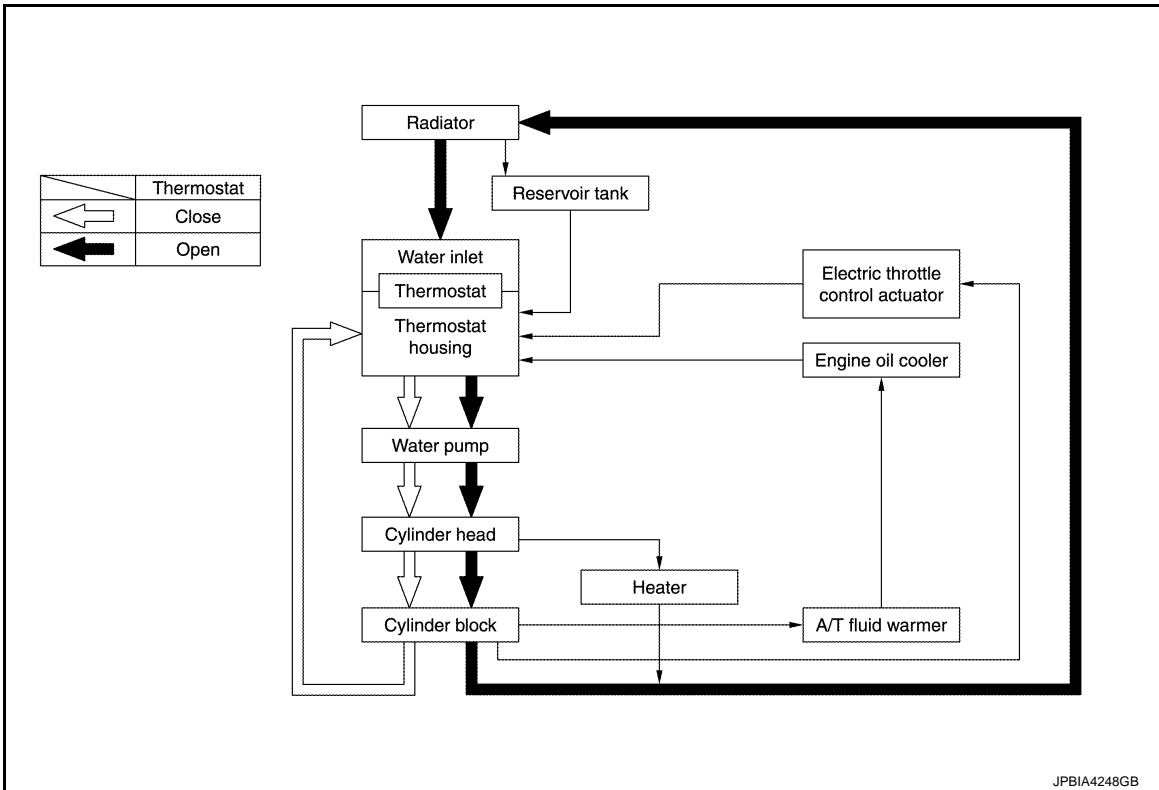 Radiator
Reservoir tank
Thermostat
Close
Open
Water inlet
Thermostat
Thermostat
housing
Electric throttle
control actuator
Engine oil cooler
Water pump
Cylinder head
Heater
Cylinder block
A/T fluid warmer
JPBIA4248GB